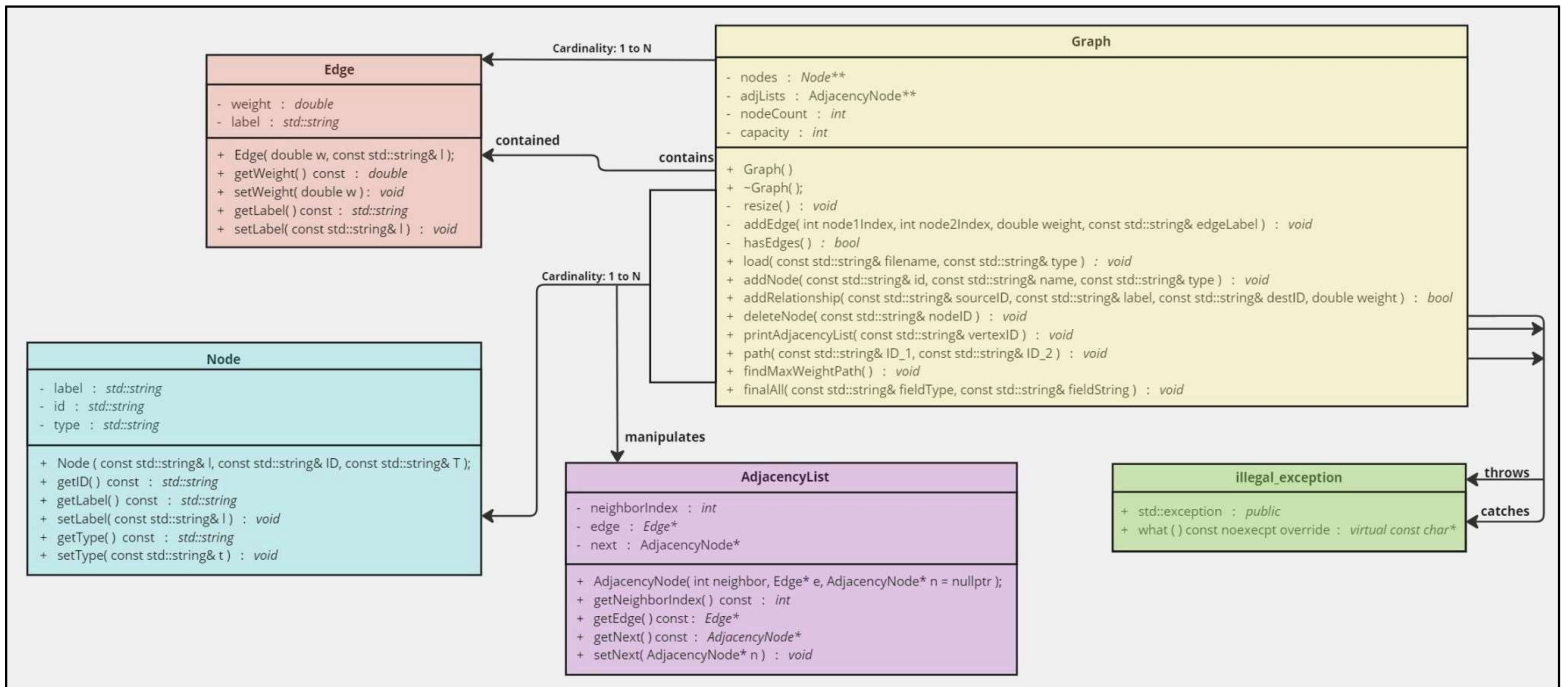 Cardinality: 1 to N
Graph
- nodes : Node**
- adjLists : AdjacencyNode**
- nodeCount : int
- capacity : int
+ Graph( )
+ ~Graph( );
- resize( ) : void
- addEdge( int node1Index, int node2Index, double weight, const std::string& edgeLabel ) : void
- hasEdges( ) : bool
+ load( const std::string& filename, const std::string& type ) : void
+ addNode( const std::string& id, const std::string& name, const std::string& type ) : void
+ addRelationship( const std::string& sourceID, const std::string& label, const std::string& destID, double weight ) : bool
+ deleteNode( const std::string& nodeID ) : void
+ printAdjacencyList( const std::string& vertexID ) : void
+ path( const std::string& ID_1, const std::string& ID_2 ) : void
+ findMaxWeightPath( ) : void
+ finalAll( const std::string& fieldType, const std::string& fieldString ) : void
Edge
- weight : double
- label : std::string
+ Edge( double w, const std::string& l );
+ getWeight( ) const : double
+ setWeight( double w ) : void
+ getLabel( ) const : std::string
+ setLabel( const std::string& l ) : void
contained
contains
Cardinality: 1 to N
manipulates
Node
- label : std::string
- id : std::string
- type : std::string
+ Node ( const std::string& l, const std::string& ID, const std::string& T );
+ getID( ) const : std::string
+ getLabel( ) const : std::string
+ setLabel( const std::string& l ) : void
+ getType( ) const : std::string
+ setType( const std::string& t ) : void
AdjacencyList
- neighborIndex : int
- edge : Edge*
- next : AdjacencyNode*
+ AdjacencyNode( int neighbor, Edge* e, AdjacencyNode* n = nullptr );
+ getNeighborIndex( ) const : int
+ getEdge( ) const : Edge*
+ getNext( ) const : AdjacencyNode*
+ setNext( AdjacencyNode* n ) : void
illegal_exception
+ std::exception : public
+ what ( ) const noexecpt override : virtual const char*
throws
catches